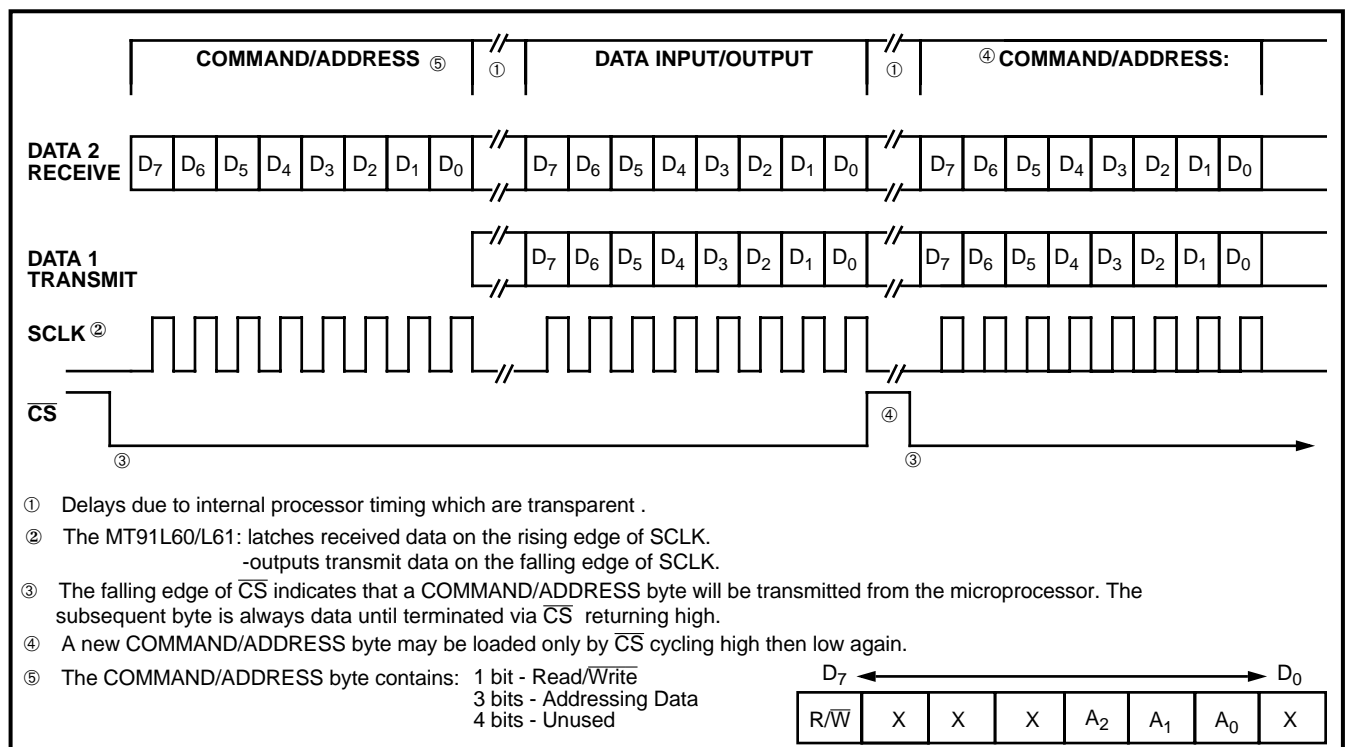 COMMAND/ADDRESS ⑤ ① DATA INPUT/OUTPUT ① ④ COMMAND/ADDRESS:
DATA 2
RECEIVE
D7 D6 D5 D4 D3 D2 D1 D0 D7 D6 D5 D4 D3 D2 D1 D0 D7 D6 D5 D4 D3 D2 D1 D0
DATA 1
TRANSMIT
D7 D6 D5 D4 D3 D2 D1 D0 D7 D6 D5 D4 D3 D2 D1 D0
SCLK ②
CS ④
③ ③
① Delays due to internal processor timing which are transparent .
② The MT91L60/L61: latches received data on the rising edge of SCLK.
-outputs transmit data on the falling edge of SCLK.
③ The falling edge of CS indicates that a COMMAND/ADDRESS byte will be transmitted from the microprocessor. The
subsequent byte is always data until terminated via CS returning high.
④ A new COMMAND/ADDRESS byte may be loaded only by CS cycling high then low again.
⑤ The COMMAND/ADDRESS byte contains: 1 bit - Read/Write
3 bits - Addressing Data
4 bits - Unused
D7 D0
R/W X X X A2 A1 A0 X